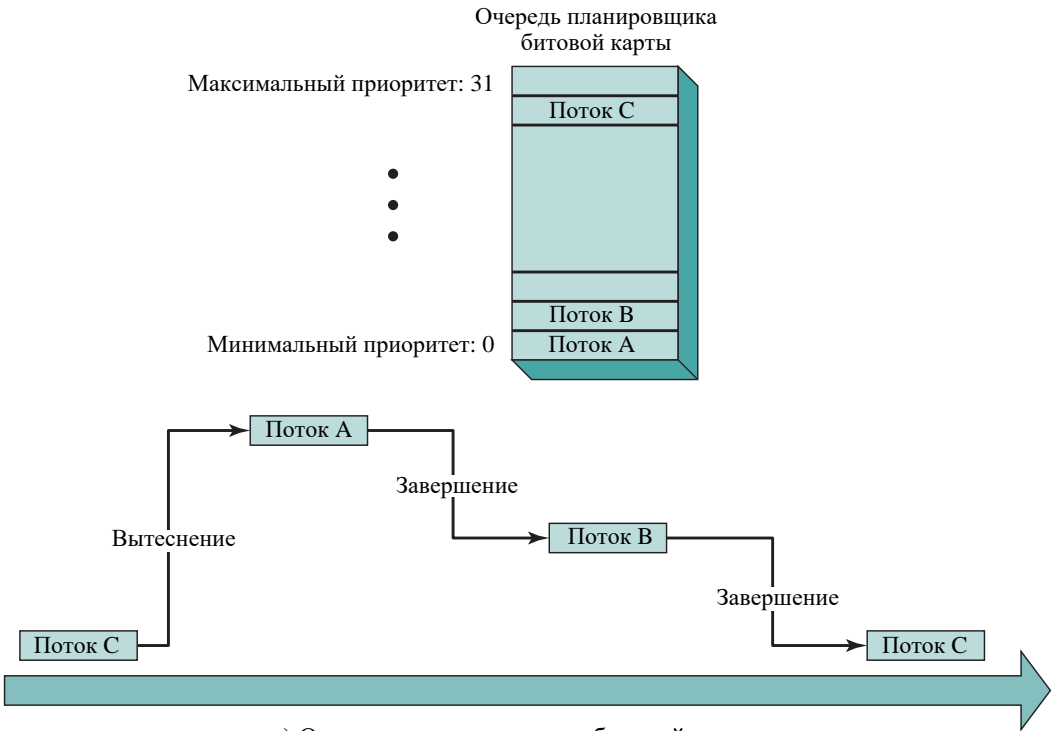 Очередь планировщика
битовой карты
Максимальный приоритет: 31
Поток C
Поток B
Минимальный приоритет: 0
Поток A
Поток A
Завершение
Вытеснение
Поток B
Завершение
Поток C
Поток C